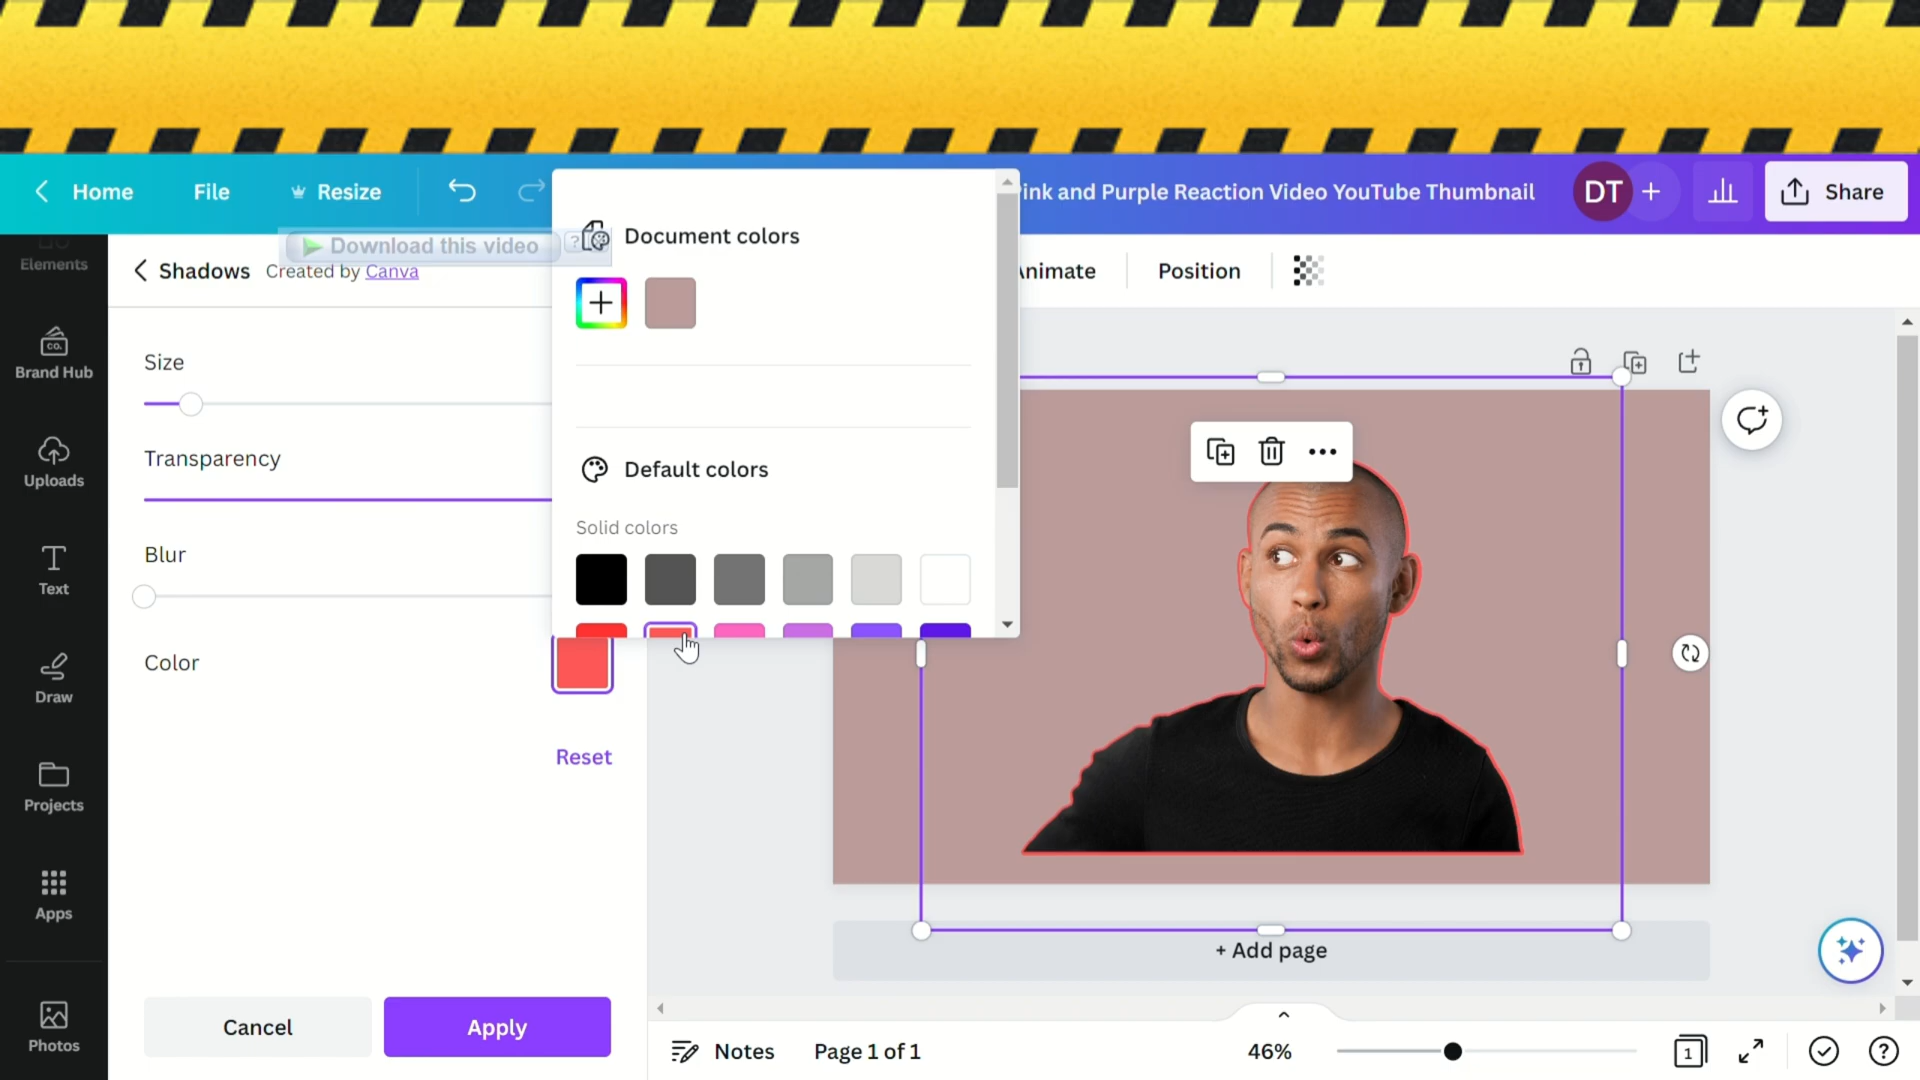 Home
File
Resize
ink and Purple Reaction Video YouTube Thumbnail
DT
Share
Download this video
?
Document colors
Elements
Shadows
Created by Canva
nimate
Position
Brand Hub
CO.
Size
Transparency
Default colors
Uploads
Solid colors
Blur
Text
Color
Draw
Reset
Projects
Apps
+ Add page
Cancel
Apply
Photos
Notes
Page 1 of 1
46%
1
?